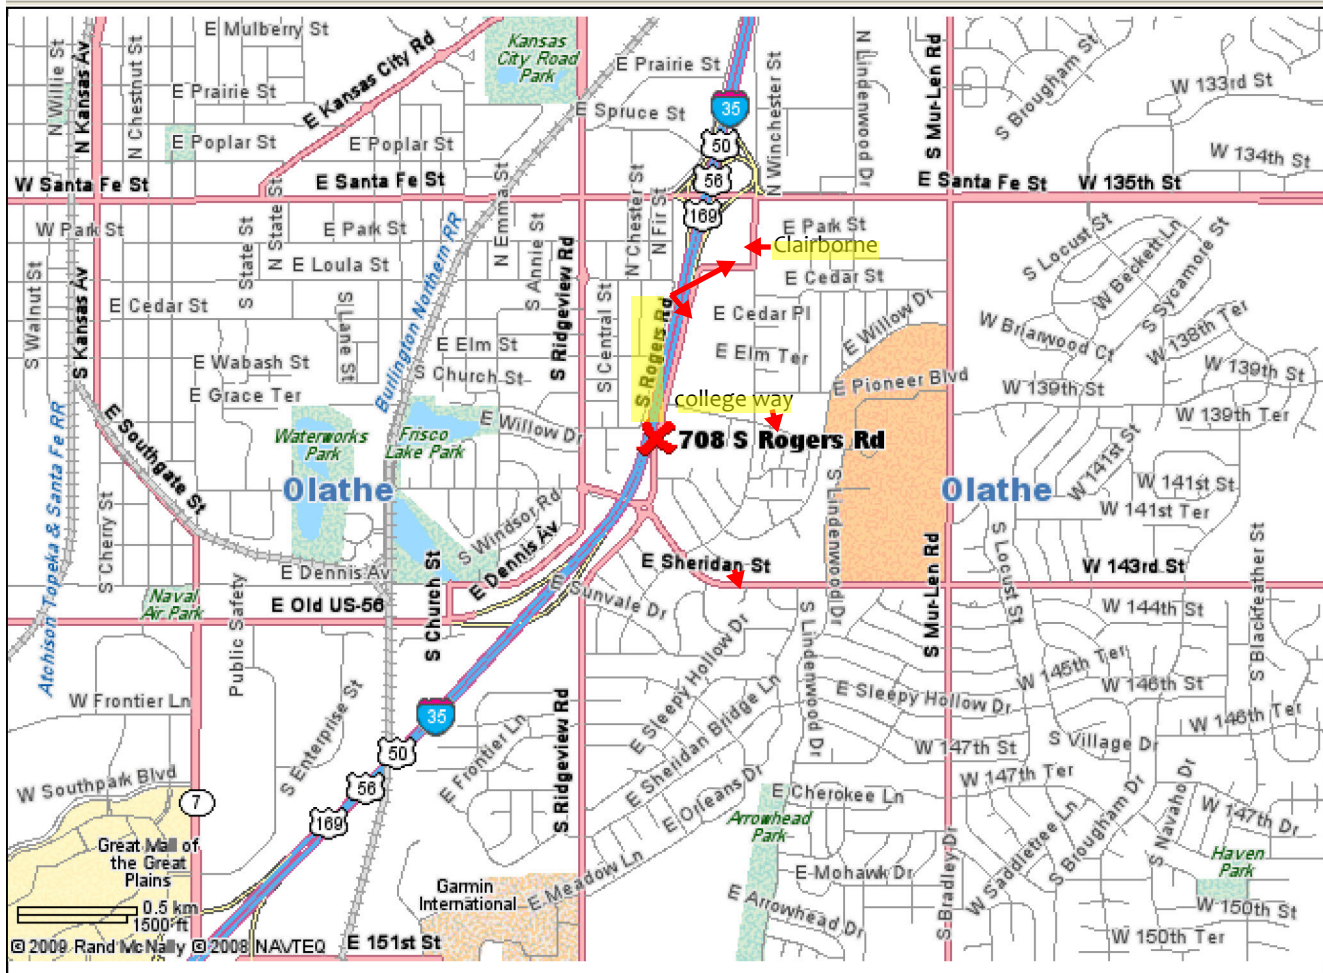 E Mulberry St
N Willie St
N Kansas Av
N Chestnut St
E Kansas City Rd
Kansas
City Road
Park
E Prairie St
N Winchester St
N Lindenwood Dr
S Mur-Len Rd
S Brougham St
W 133rd St
E Prairie St
35
E Spruce St
E Poplar St
E Poplar St
50
W 134th St
W Santa Fe St
E Santa Fe St
N Emma St
56
E Santa Fe St
W 135th St
169
W Park St
S State St
N State St
E Park St
Burlington Northern RR
S Annie St
S Ridgeview Rd
N Chester St
N Fir St
E Park St
Clairborne
S Locust St
W Beckett Ln
S Sycamore St
E Loula St
E Cedar St
S Walnut St
S Kansas Av
E Cedar St
S Lane St
S Central St
S Rogers Rd
E Cedar Pl
E Willow Dr
W Briarwood Ct
W 138th Ter
E Elm St
E Elm Ter
E Wabash St
S Church St
E Pioneer Blvd
W 139th St
W 139th St
E Grace Ter
college way
W 139th Ter
E Southgate St
Waterworks
Park
Frisco
Lake Park
E Willow Dr
708 S Rogers Rd
Atchison Topeka & Santa Fe RR
W 141st St
W 141st St
Olathe
Olathe
W 141st Ter
S Cherry St
S Windsor Rd
S Lindenwood Dr
S Locust St
S Blackfeather St
E Dennis Av
E Dennis Av
E Sheridan St
S Mur-Len Rd
W 143rd St
Naval
Air Park
Public Safety
E Old US-56
S Church St
E Sunvale Dr
W 144th St
S Lindenwood Dr
W 145th Ter
W Frontier Ln
E Sleepy Hollow Dr
E Sleepy Hollow Dr
W 146th St
35
S Enterprise St
E Frontier Ln
S Ridgeview Rd
E Sheridan Bridge Ln
W 146th Ter
50
W 147th St
S Village Dr
W Southpark Blvd
56
W 147th Ter
7
E Orleans Dr
E Cherokee Ln
W Saddletee Ln
S Blougham Dr
S Navaho Dr
W 147th Dr
169
Arrowhead
Park
Great Mall of
the Great
Plains
E Meadow Ln
E Mohawk Dr
S Bradley Dr
Haven
Park
Garmin
International
0.5 km
1500 ft
E Arrowhead Dr
W 150th St
© 2009 Rand McNally © 2008 NAVTEQ
E 151st St
W 150th Ter